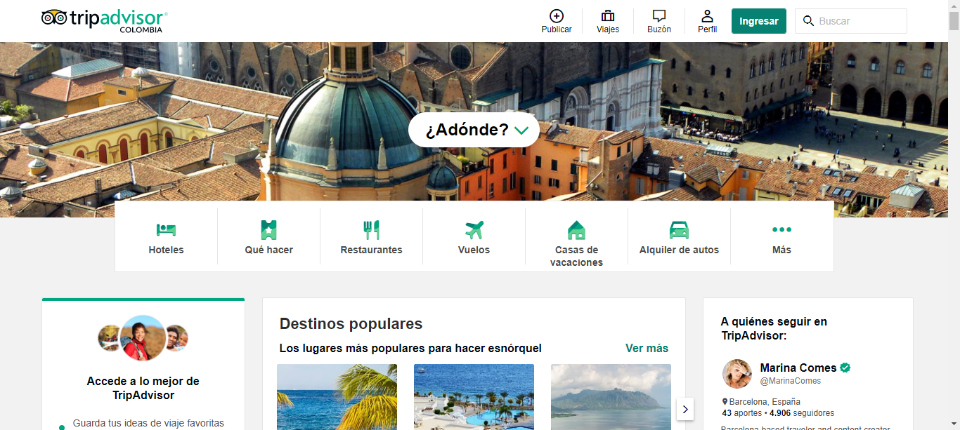 tripadvisor
COLOMBIA
Publicar
Viajes
Buzón
Perfil
Ingresar
Buscar
¿Adónde?
Hoteles
Qué hacer
Restaurantes
Vuelos
Casas de
vacaciones
Alquiler de autos
Más
Accede a lo mejor de
TripAdvisor
Guarda tus ideas de viaje favoritas
Destinos populares
Los lugares más populares para hacer esnórquel
Ver más
A quiénes seguir en
TripAdvisor:
Marina Comes
@MarinaComes
Barcelona, España
43 aportes • 4.906 seguidores
Barcelona based traveler and content creator